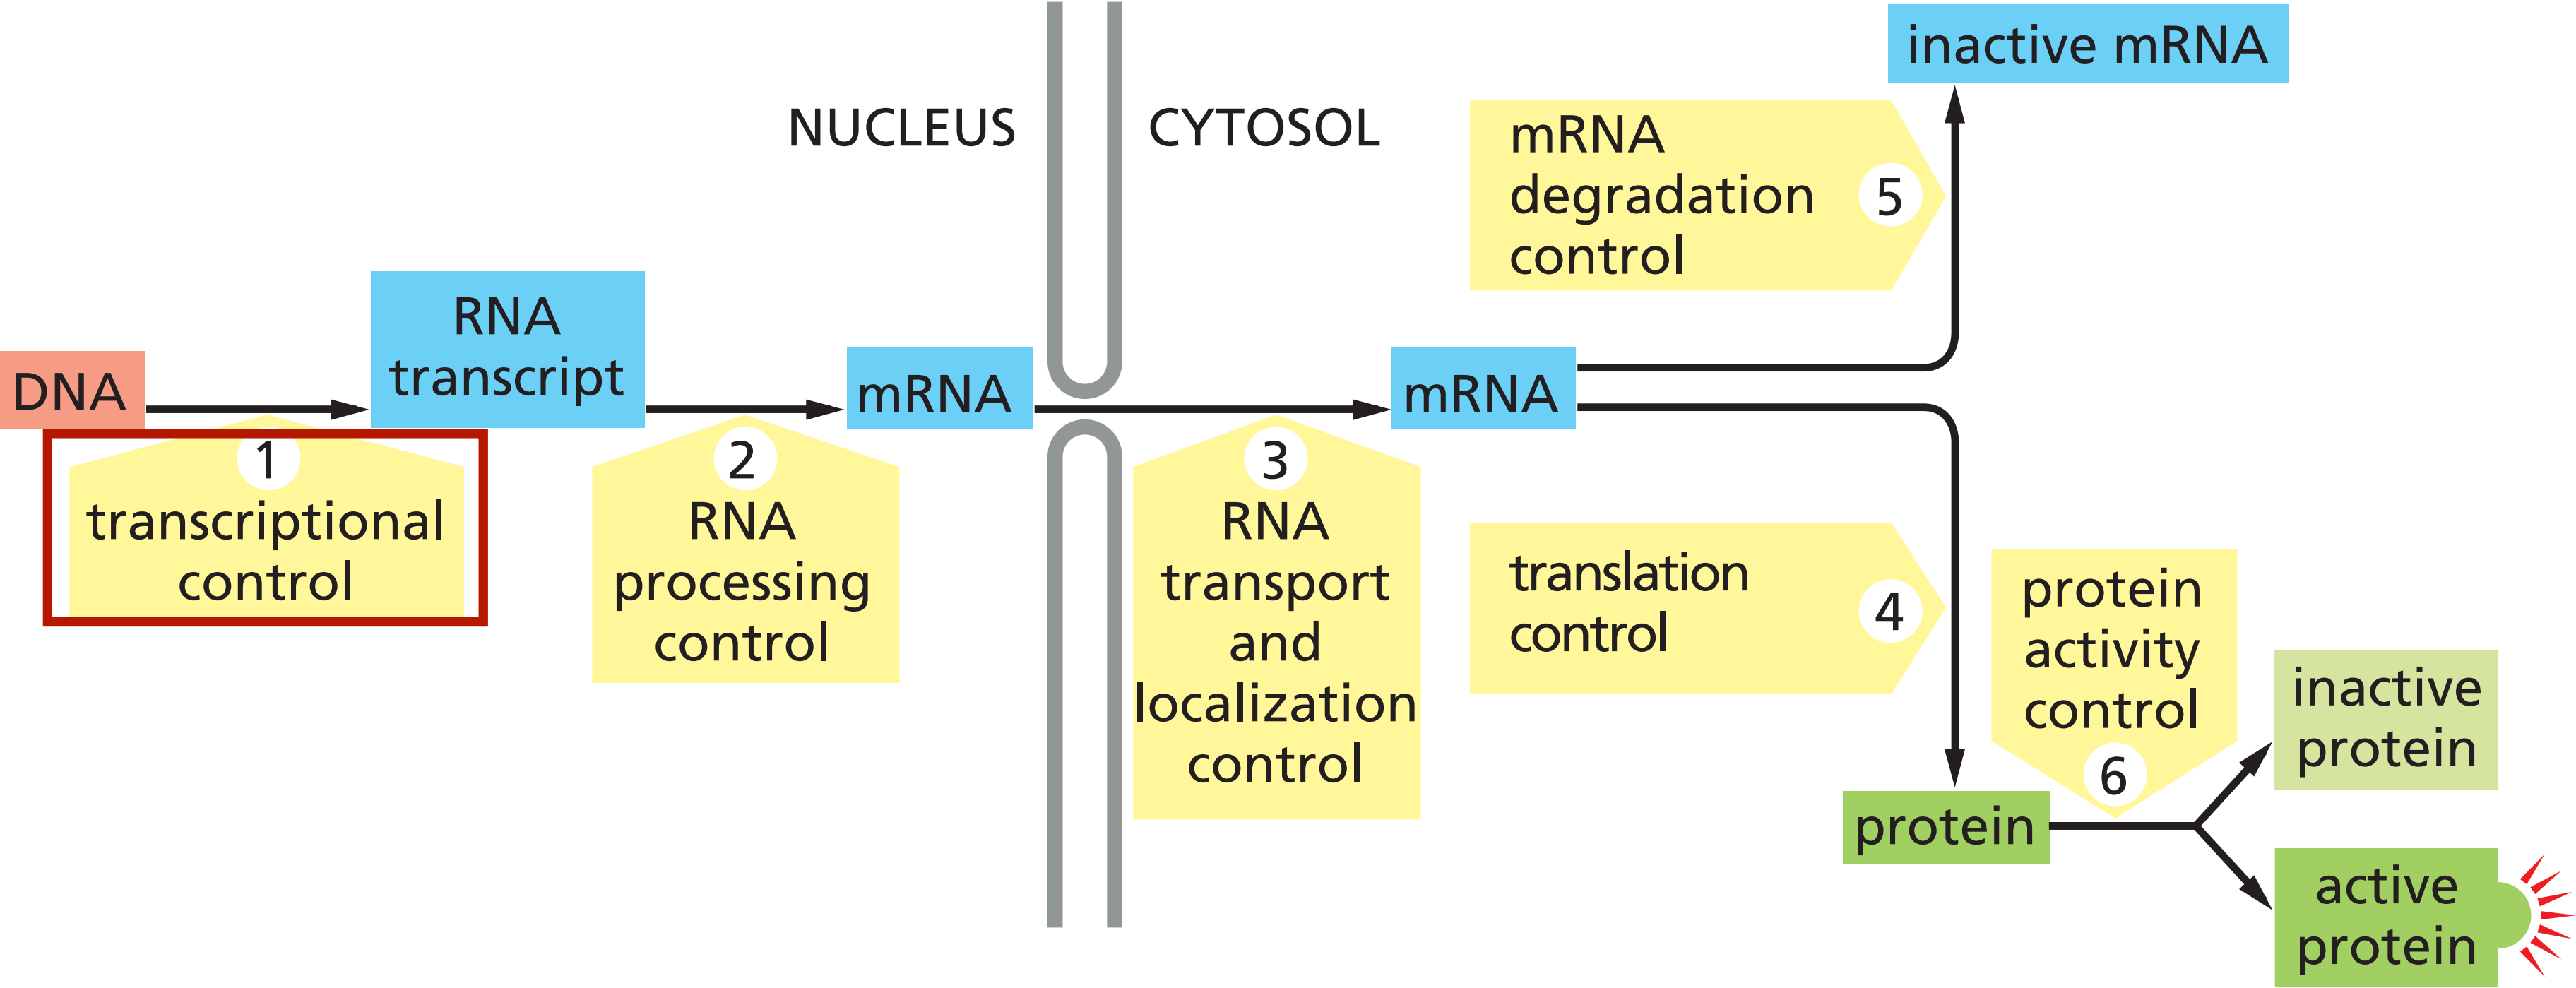 NUCLEUS
CYTOSOL
DNA
RNA
transcript
mRNA
mRNA
inactive mRNA
1
transcriptional
control
2
RNA
processing
control
3
RNA
transport
and
localization
control
mRNA
degradation
control
5
translation
control
4
protein
activity
control
6
protein
inactive
protein
active
protein